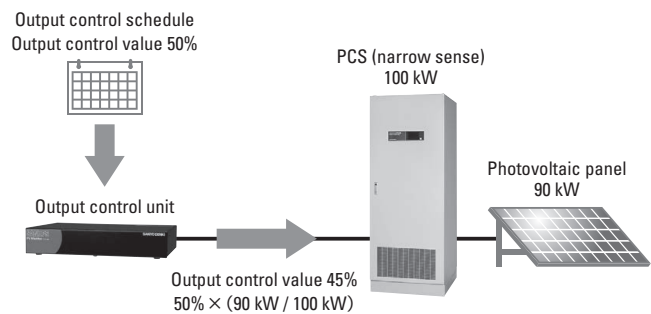 Output control schedule
Output control value 50%
PCS (narrow sense)
100 kW
Photovoltaic panel
90 kW
Output control unit
Output control value 45%
50% × (90 kW / 100 kW)